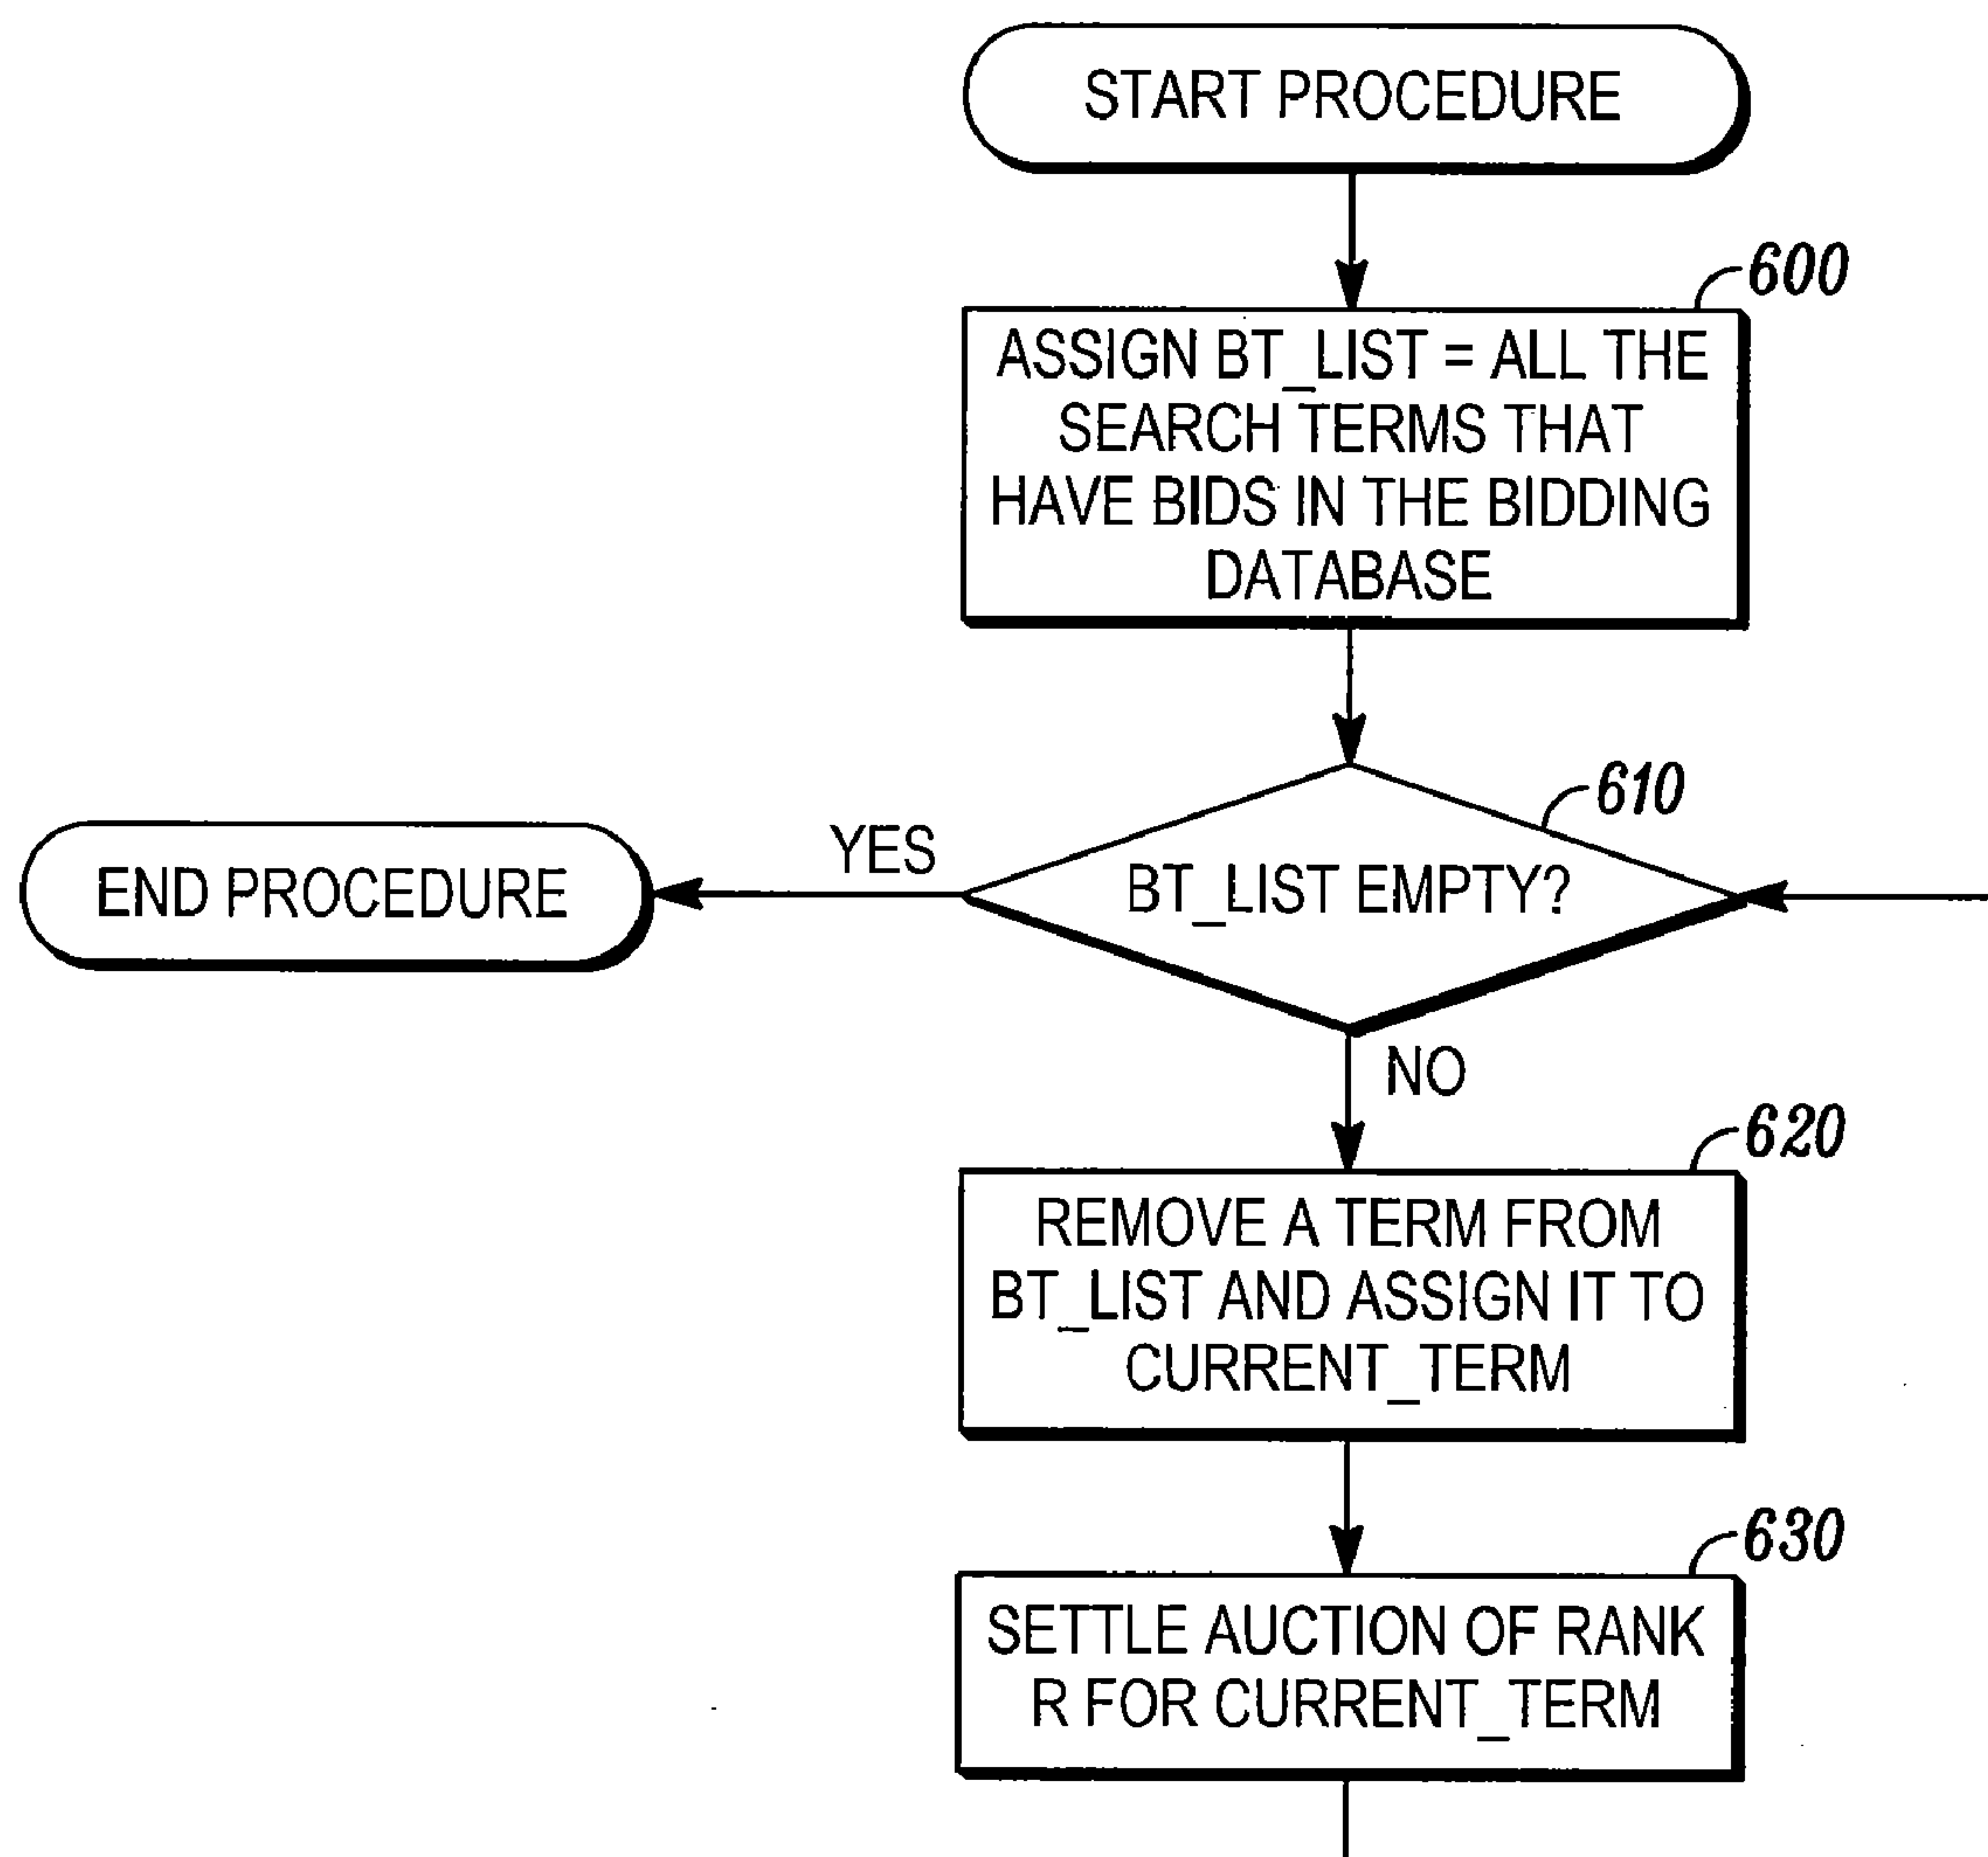 START PROCEDURE
600
ASSIGN BT_LIST = ALL THE
SEARCH TERMS THAT
HAVE BIDS IN THE BIDDING
DATABASE
610
BT_LIST EMPTY?
YES
END PROCEDURE
NO
620
REMOVE A TERM FROM
BT_LIST AND ASSIGN IT TO
CURRENT_TERM
630
SETTLE AUCTION OF RANK
R FOR CURRENT_TERM